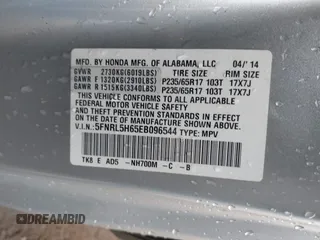 MFD. BY HONDA MFG. OF ALABAMA, LLC 04/'14
GVWR 2730KG(6019LBS) TIRE SIZE RIM SIZE
GAWR F 1320KG(2910LBS) P235/65R17 103T 17X7J
GAWR R 1515KG(3340LBS) P235/65R17 103T 17X7J
THIS VEHICLE CONFORMS TO ALL APPLICABLE FEDERAL MOTOR
VEHICLE SAFETY AND THEFT PREVENTION STANDARDS IN EFFECT
ON THE DATE OF MANUFACTURE SHOWN ABOVE.
V.I.N.: 5FNRL5H65EB096544 TYPE: MPV
TK8 E AD5 -NH700M -C -B
© AUTOBIDMD
AUTOBIDMD